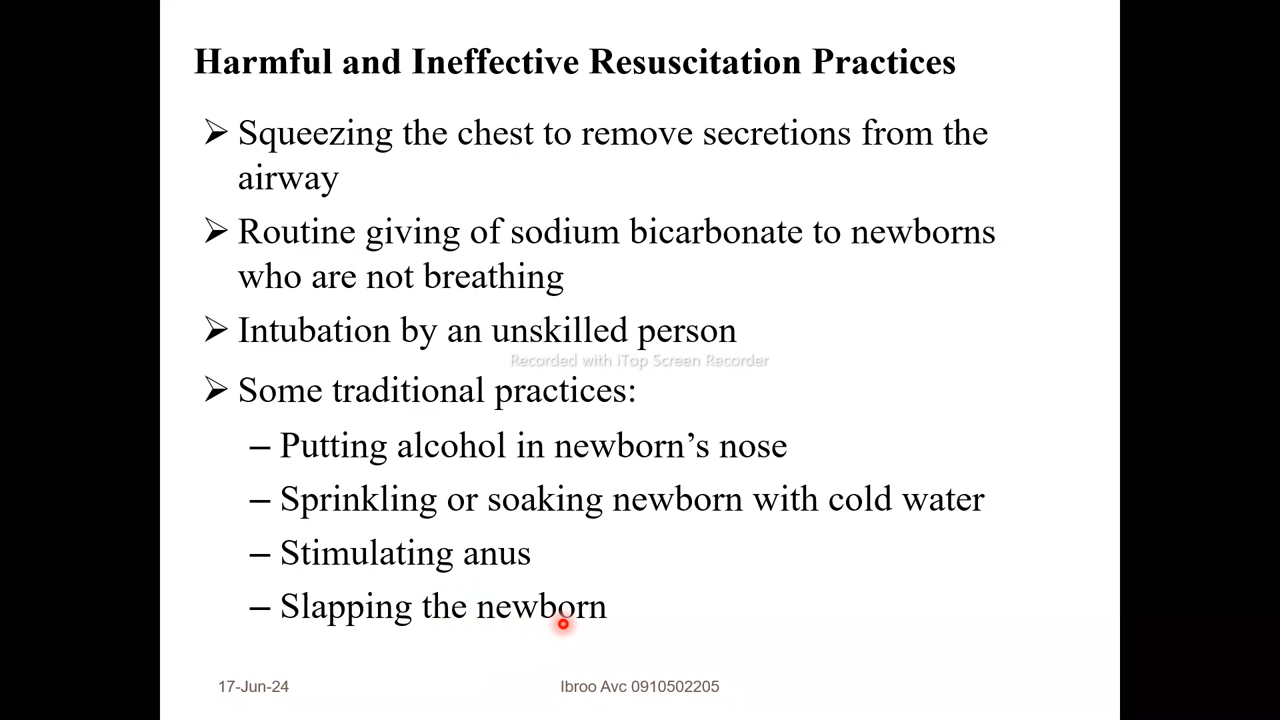 Harmful and Ineffective Resuscitation Practices
➢ Squeezing the chest to remove secretions from the
airway
➢ Routine giving of sodium bicarbonate to newborns
who are not breathing
➢ Intubation by an unskilled person
Recorded with iTop Screen Recorder
➢ Some traditional practices:
– Putting alcohol in newborn’s nose
– Sprinkling or soaking newborn with cold water
– Stimulating anus
– Slapping the newborn
17-Jun-24
Ibroo Avc 0910502205